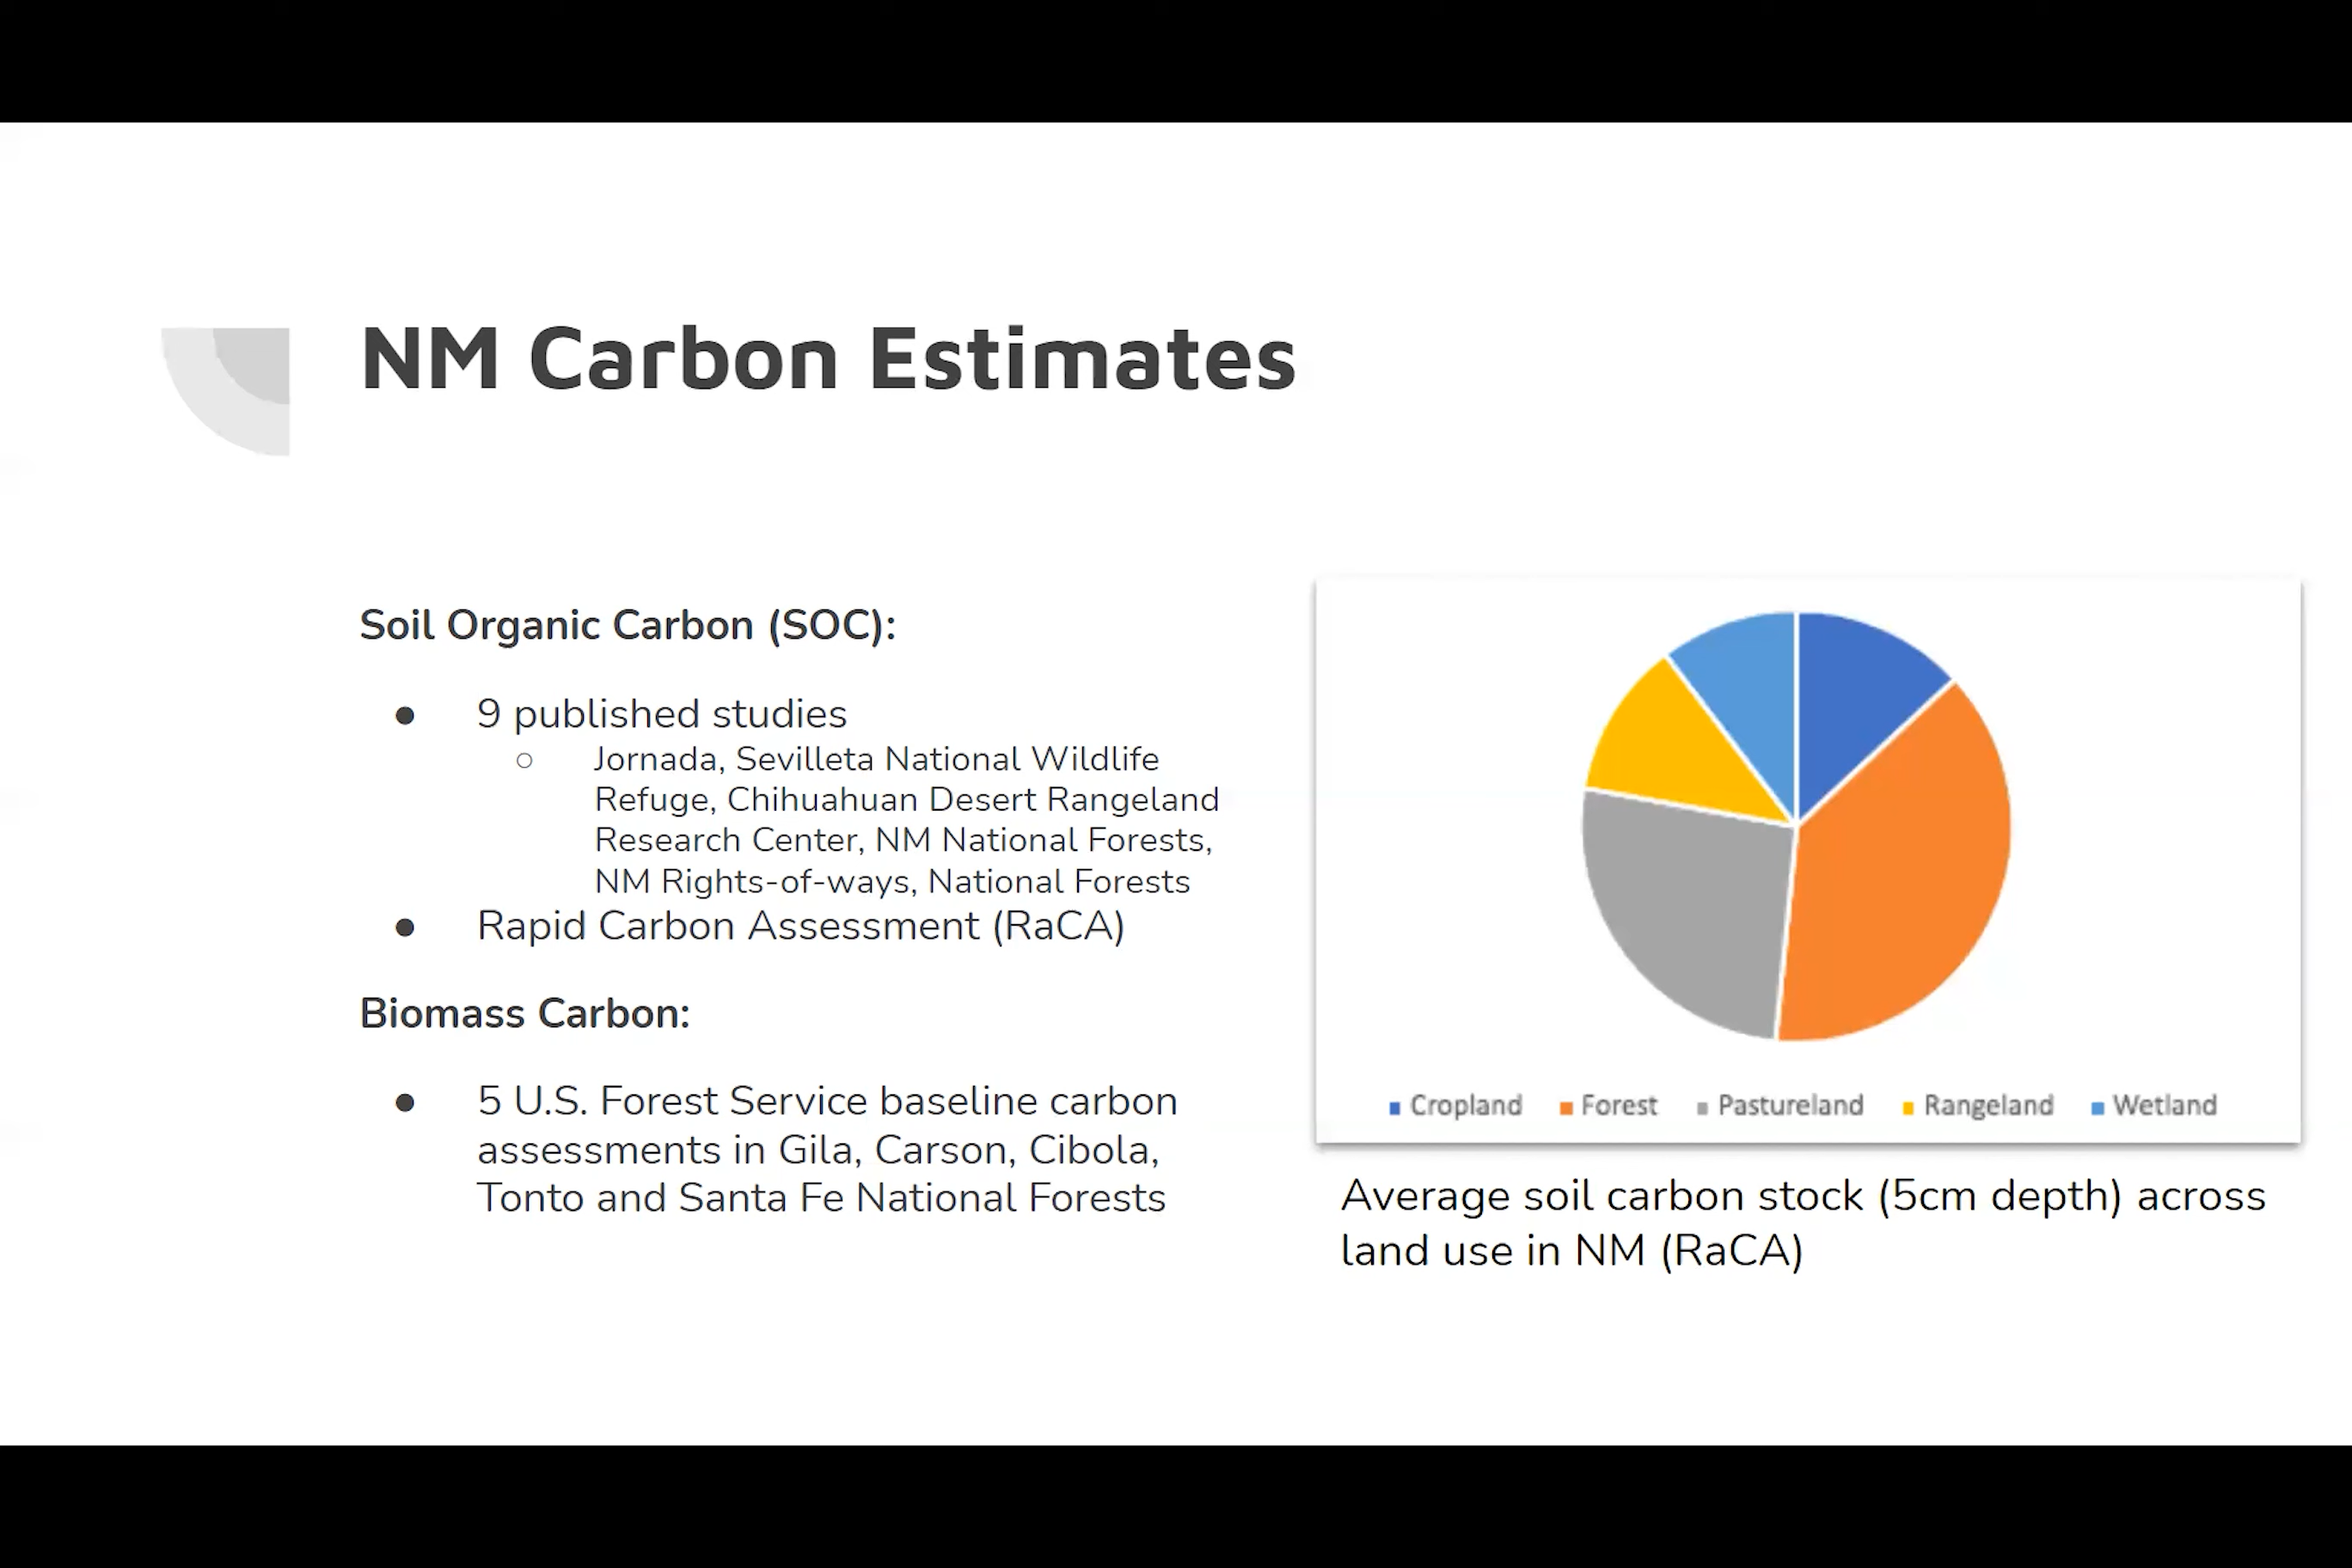 NM Carbon Estimates
Soil Organic Carbon (SOC):
● 9 published studies
○ Jornada, Sevilleta National Wildlife
Refuge, Chihuahuan Desert Rangeland
Research Center, NM National Forests,
NM Rights-of-ways, National Forests
● Rapid Carbon Assessment (RaCA)
Biomass Carbon:
● 5 U.S. Forest Service baseline carbon
assessments in Gila, Carson, Cibola,
Tonto and Santa Fe National Forests
Cropland Forest Pastureland Rangeland Wetland
Average soil carbon stock (5cm depth) across
land use in NM (RaCA)